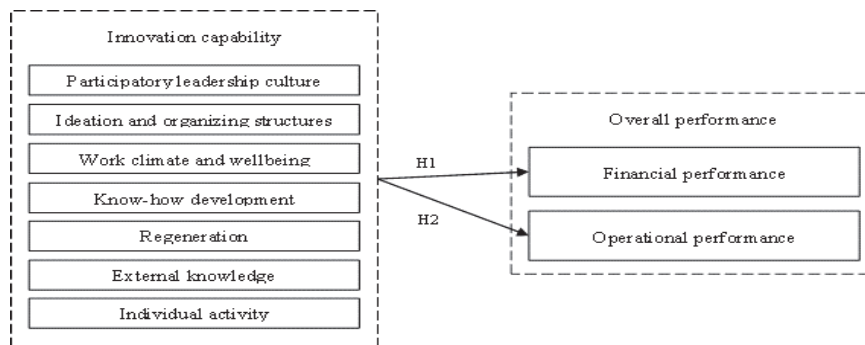 Innovation capability
Participatory leadership culture
Ideation and organizing structures
Work climate and wellbeing
Know-how development
Regeneration
External knowledge
Individual activity
H1
H2
Overall performance
Financial performance
Operational performance